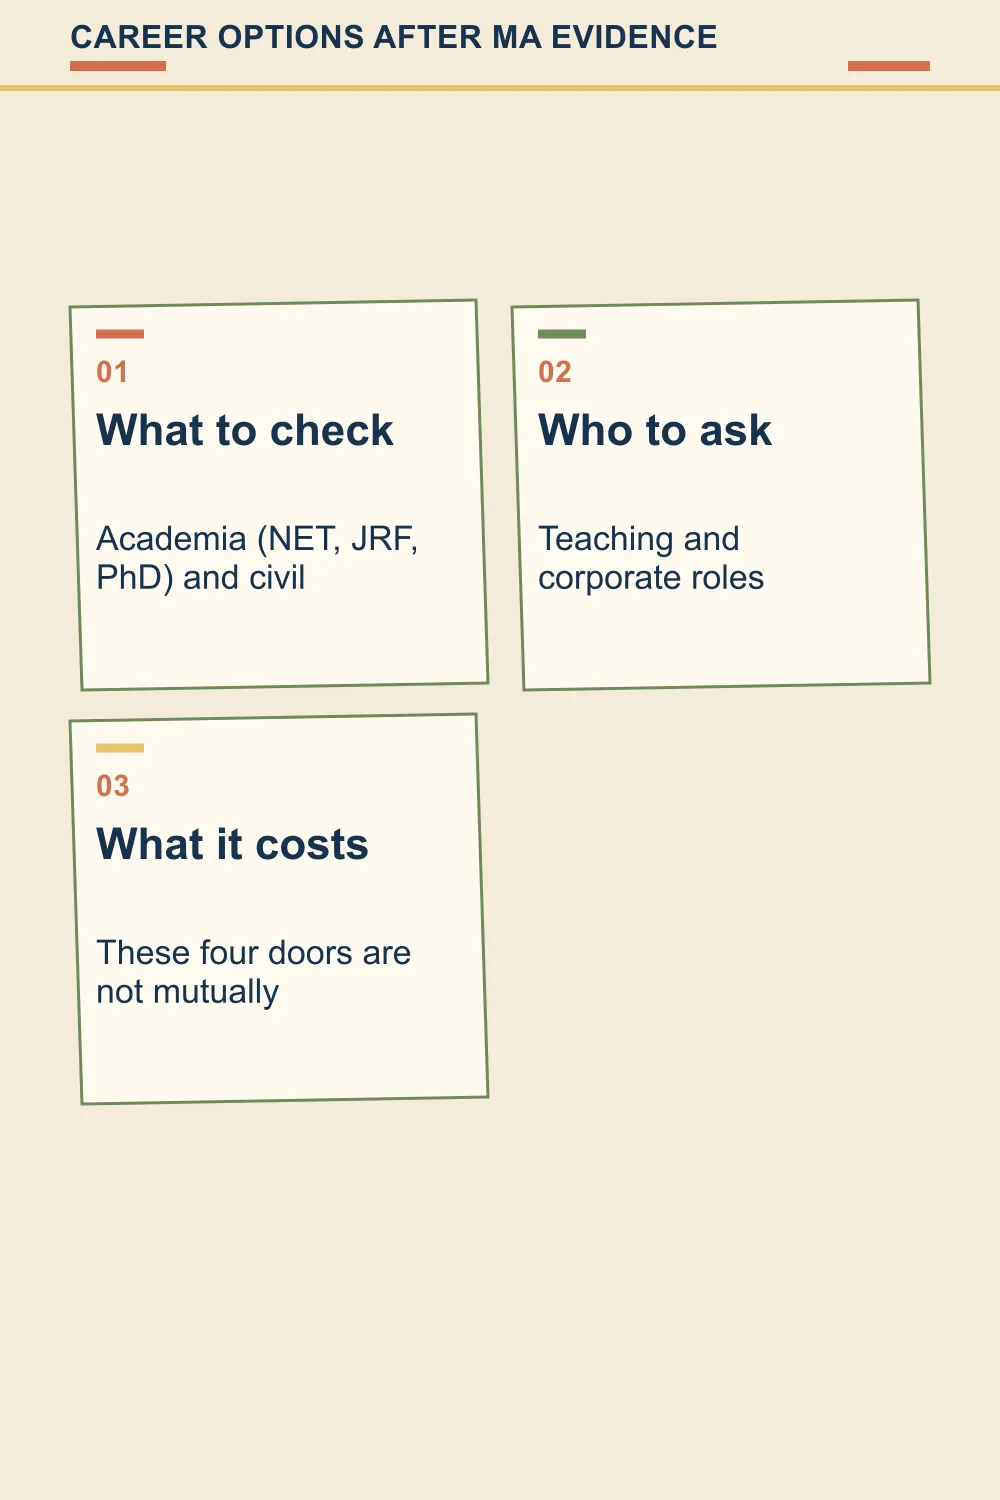 CAREER OPTIONS AFTER MA EVIDENCE
01
What to check
Academia (NET, JRF,
PhD) and civil
02
Who to ask
Teaching and
corporate roles
03
What it costs
These four doors are
not mutually